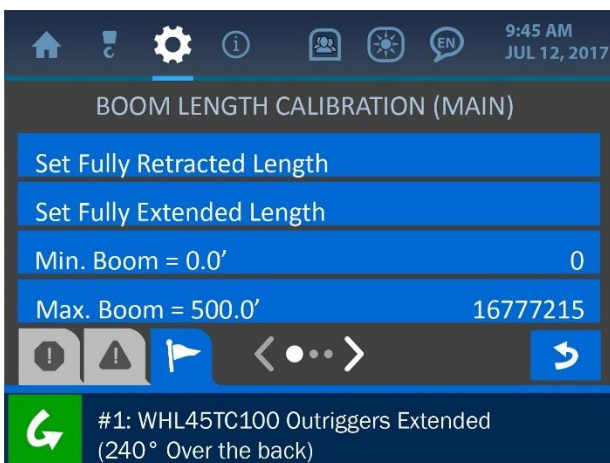 EN
9:45 AM
JUL 12, 2017
BOOM LENGTH CALIBRATION (MAIN)
Set Fully Retracted Length
Set Fully Extended Length
Min. Boom = 0.0′ 0
Max. Boom = 500.0′ 16777215
#1: WHL45TC100 Outriggers Extended
(240° Over the back)